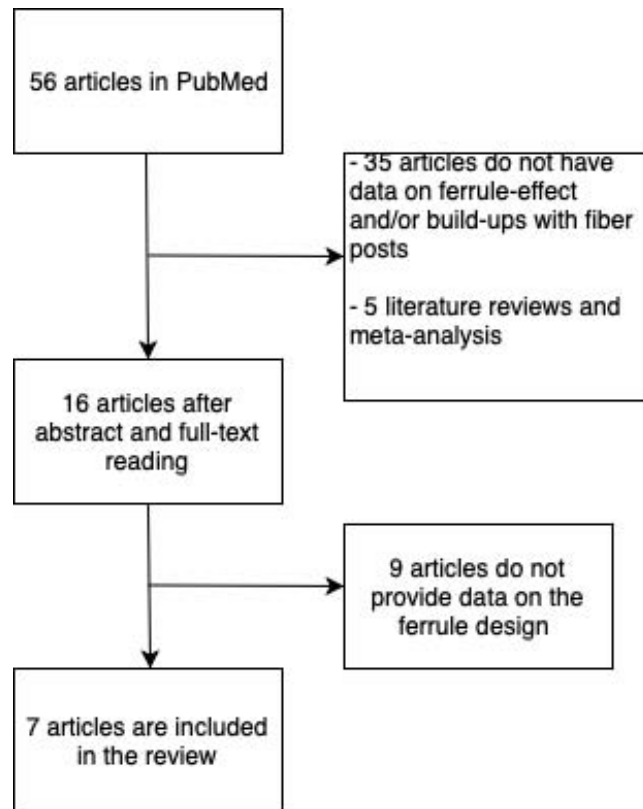 56 articles in PubMed
- 35 articles do not have
data on ferrule-effect
and/or build-ups with fiber
posts
- 5 literature reviews and
meta-analysis
16 articles after
abstract and full-text
reading
9 articles do not
provide data on the
ferrule design
7 articles are included
in the review